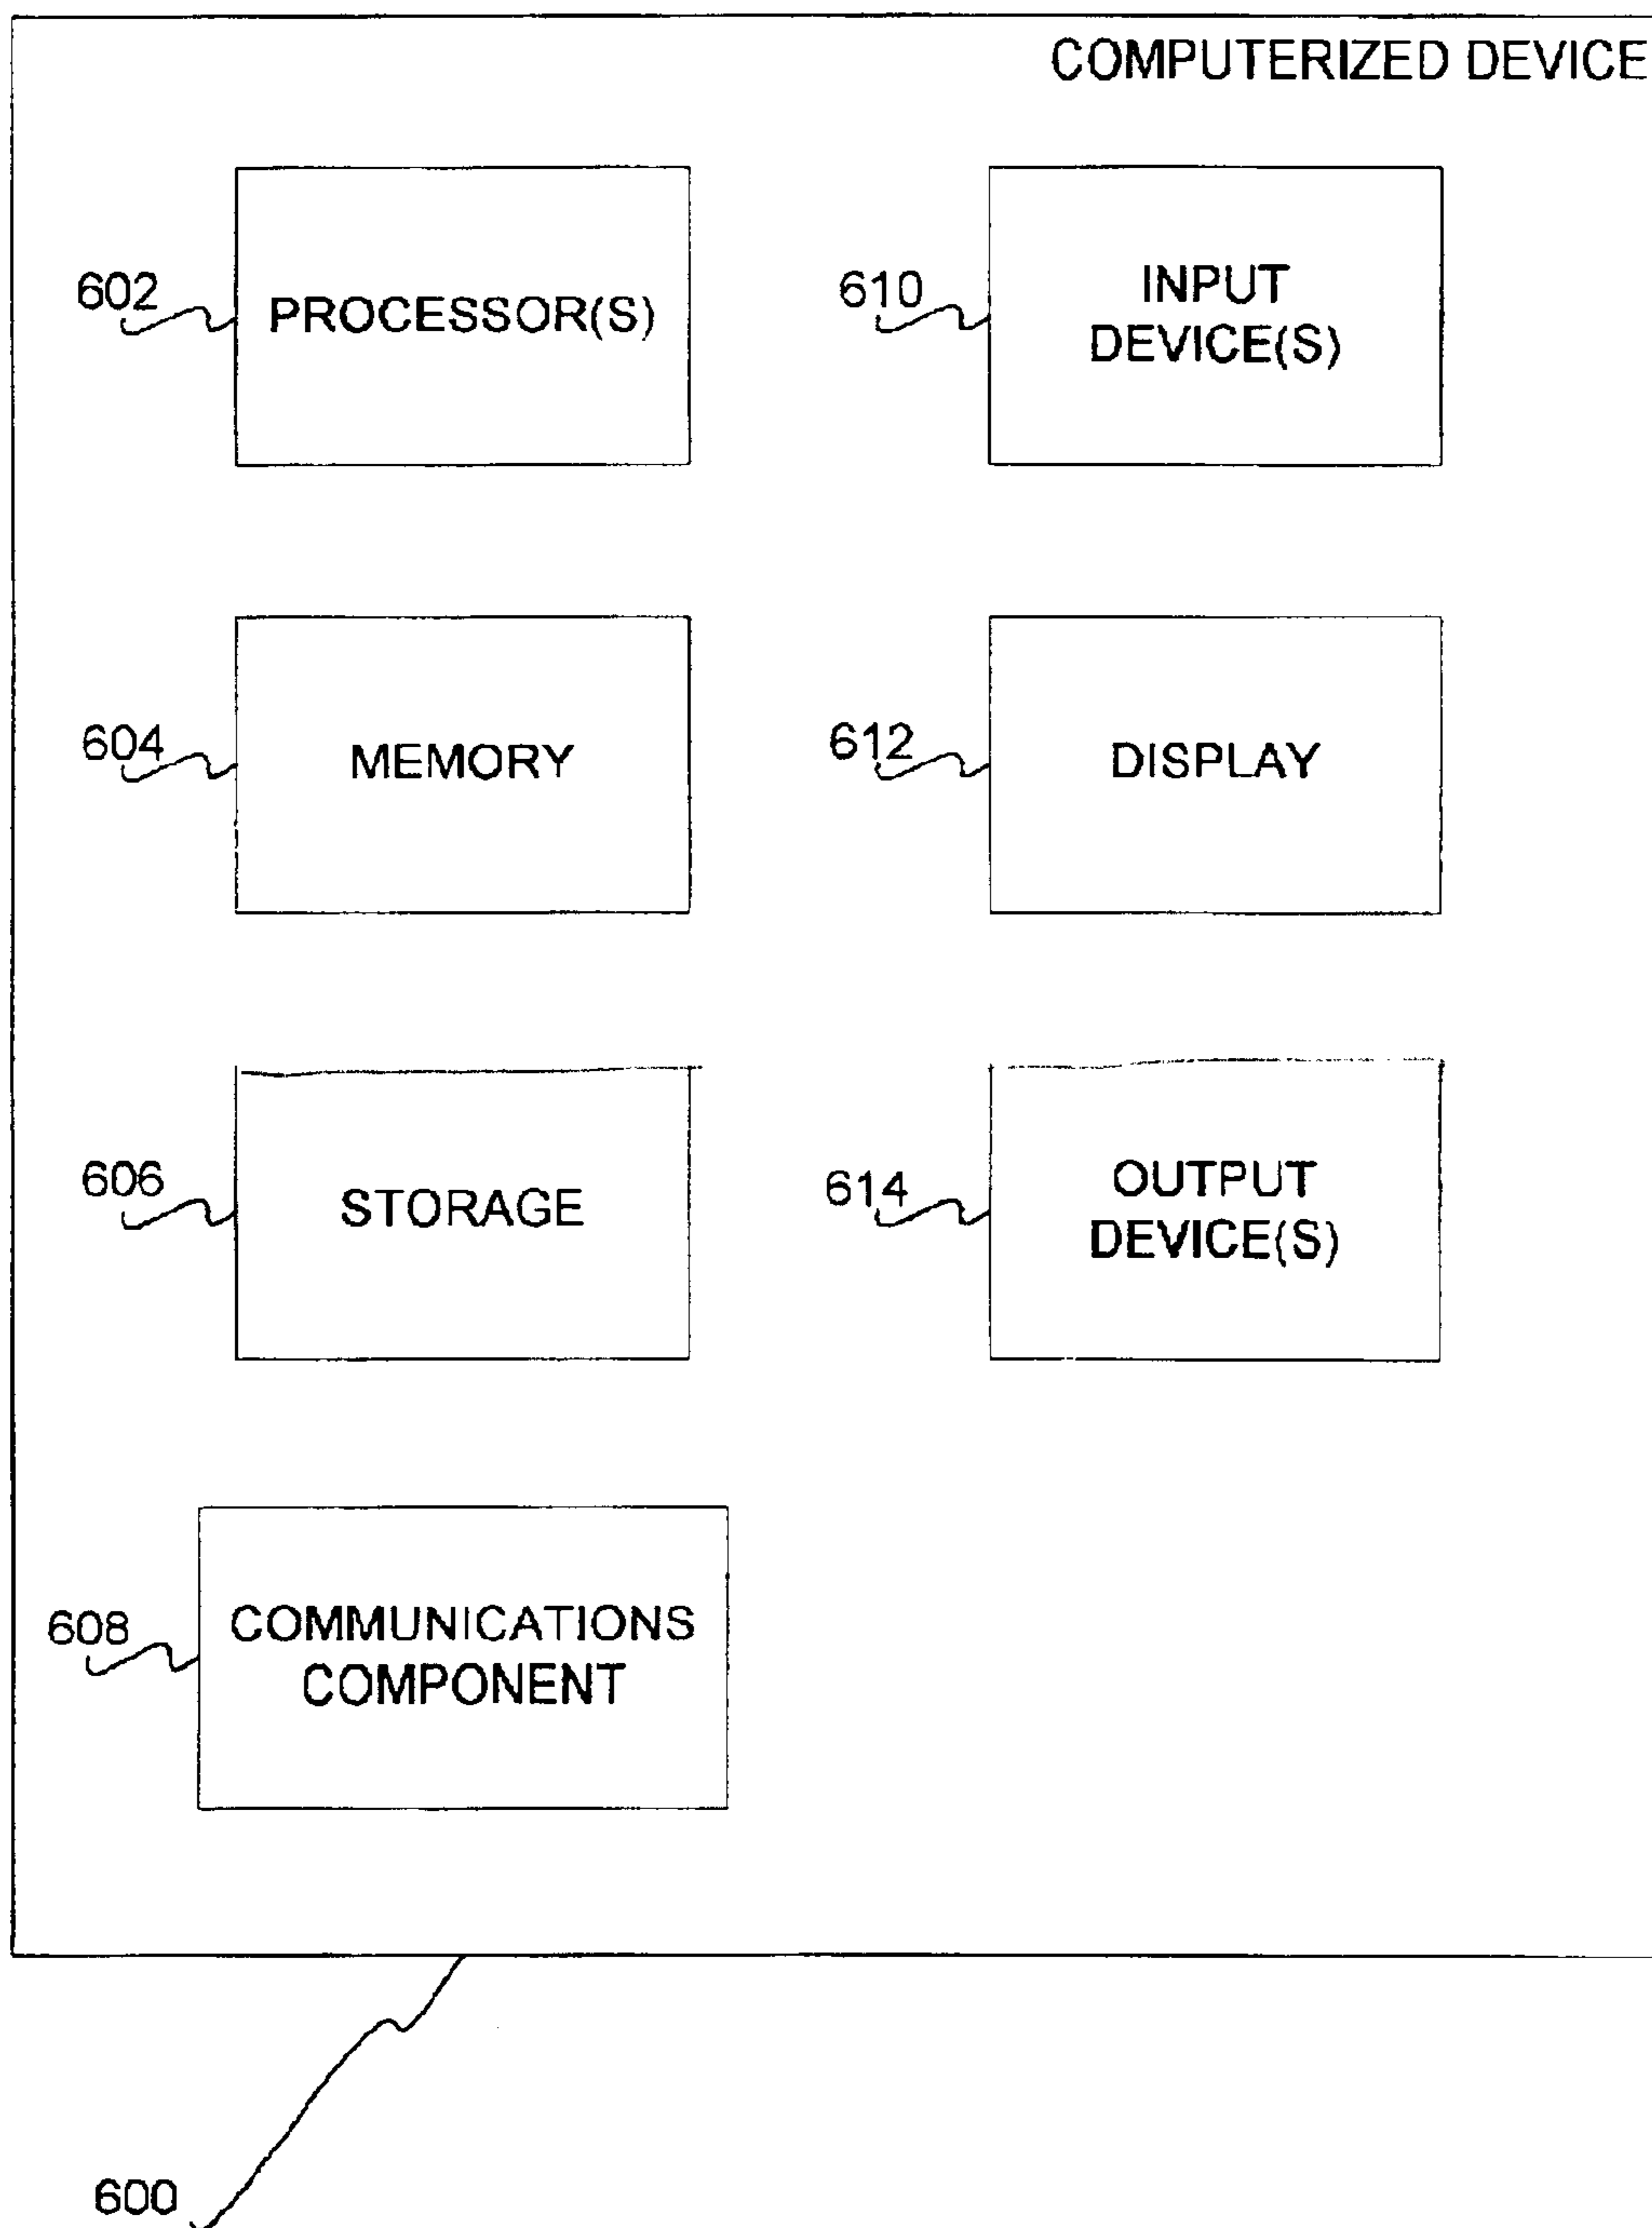 COMPUTERIZED DEVICE
602
PROCESSOR(S)
610
INPUT
DEVICE(S)
604
MEMORY
612
DISPLAY
606
STORAGE
614
OUTPUT
DEVICE(S)
608
COMMUNICATIONS
COMPONENT
600